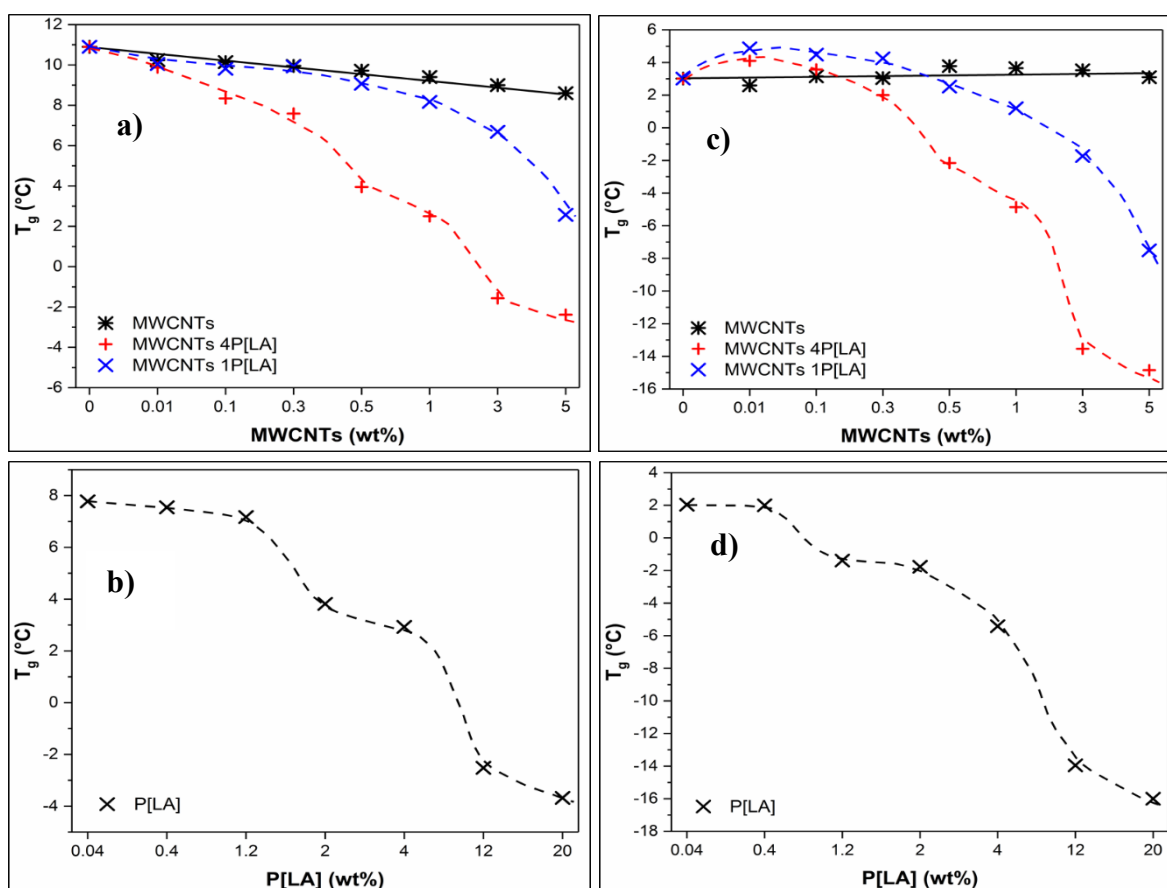 a)
T_g (°C)
12
10
8
6
4
2
0
-2
-4
-6
MWCNTs
MWCNTs 4P[LA]
MWCNTs 1P[LA]
0 0.01 0.1 0.3 0.5 1 3 5
MWCNTs (wt%)
c)
T_g (°C)
6
4
2
0
-2
-4
-6
-8
-10
-12
-14
-16
MWCNTs
MWCNTs 4P[LA]
MWCNTs 1P[LA]
0 0.01 0.1 0.3 0.5 1 3 5
MWCNTs (wt%)
b)
T_g (°C)
8
6
4
2
0
-2
-4
P[LA]
0.04 0.4 1.2 2 4 12 20
P[LA] (wt%)
d)
T_g (°C)
4
2
0
-2
-4
-6
-8
-10
-12
-14
-16
-18
P[LA]
0.04 0.4 1.2 2 4 12 20
P[LA] (wt%)